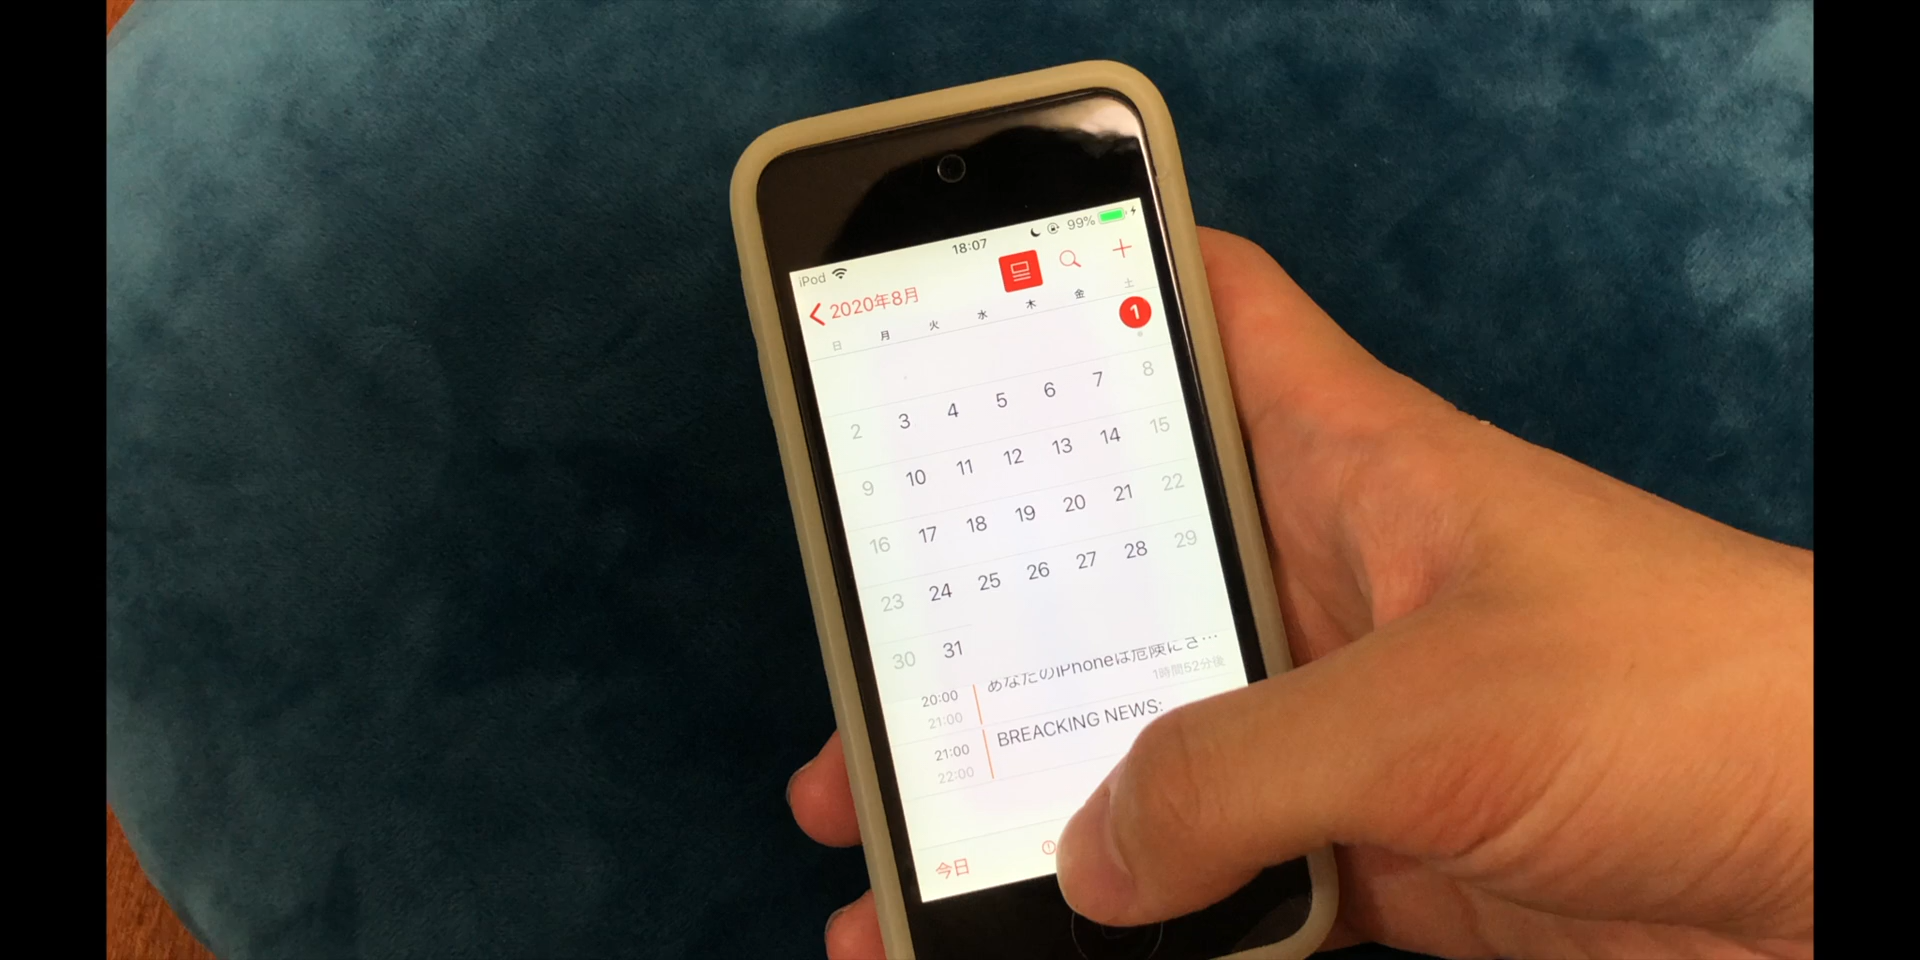 iPod 18:07 99%
2020年8月
日 月 火 水 木 金 土
1
2 3 4 5 6 7 8
9 10 11 12 13 14 15
16 17 18 19 20 21 22
23 24 25 26 27 28 29
30 31
20:00 あなたのiPhoneは危険にさ…
21:00 1時間52分後
21:00 BREACKING NEWS:
22:00
今日